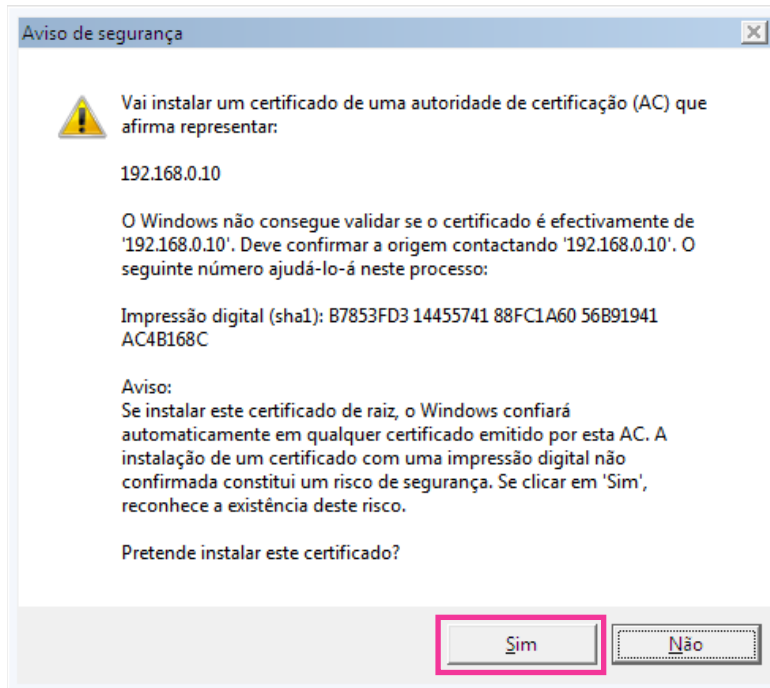 Aviso de segurança
Vai instalar um certificado de uma autoridade de certificação (AC) que
afirma representar:
192.168.0.10
O Windows não consegue validar se o certificado é efectivamente de
'192.168.0.10'. Deve confirmar a origem contactando '192.168.0.10'. O
seguinte número ajudá-lo-á neste processo:
Impressão digital (sha1): B7853FD3 14455741 88FC1A60 56B91941
AC4B168C
Aviso:
Se instalar este certificado de raiz, o Windows confiará
automaticamente em qualquer certificado emitido por esta AC. A
instalação de um certificado com uma impressão digital não
confirmada constitui um risco de segurança. Se clicar em 'Sim',
reconhece a existência deste risco.
Pretende instalar este certificado?
Sim
Não